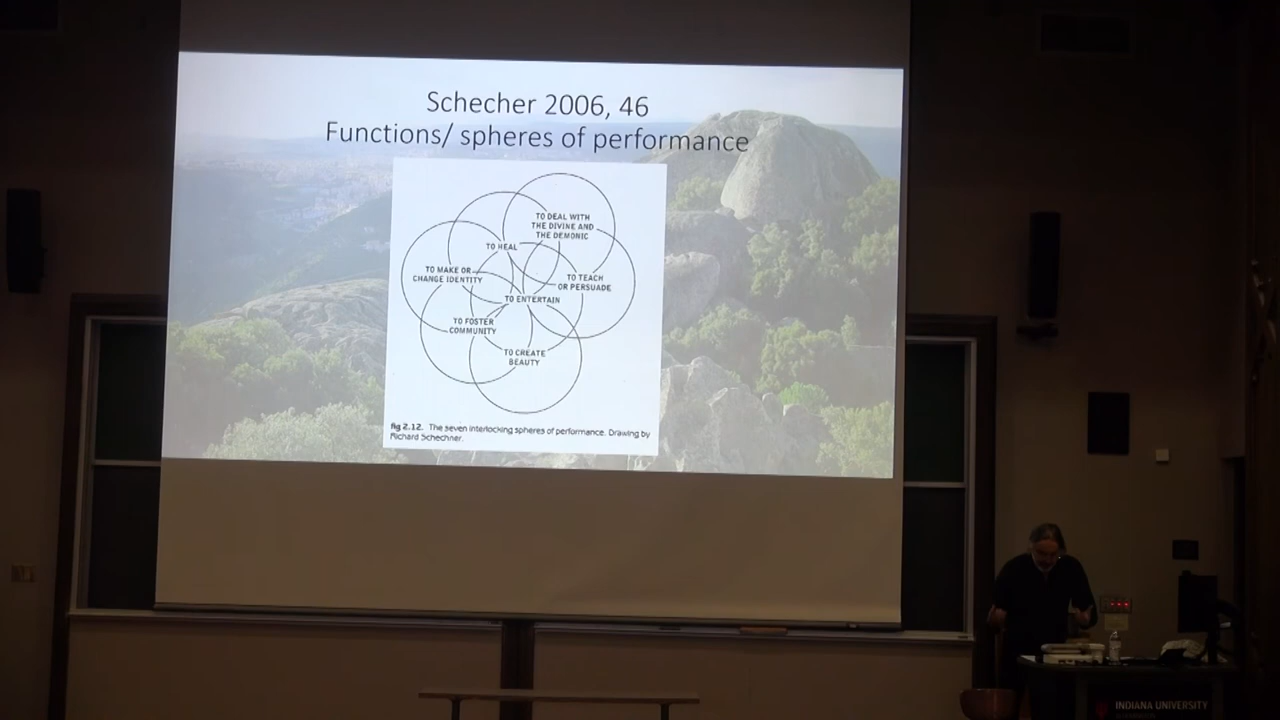 Schecher 2006, 46
Functions/ spheres of performance
TO DEAL WITH
THE DIVINE AND
THE DEMONIC
TO HEAL
TO MAKE OR
CHANGE IDENTITY
TO TEACH
OR PERSUADE
TO ENTERTAIN
TO FOSTER
COMMUNITY
TO CREATE
BEAUTY
fig 2.12. The seven interlocking spheres of performance. Drawing by
Richard Schechner.
INDIANA UNIVERSITY